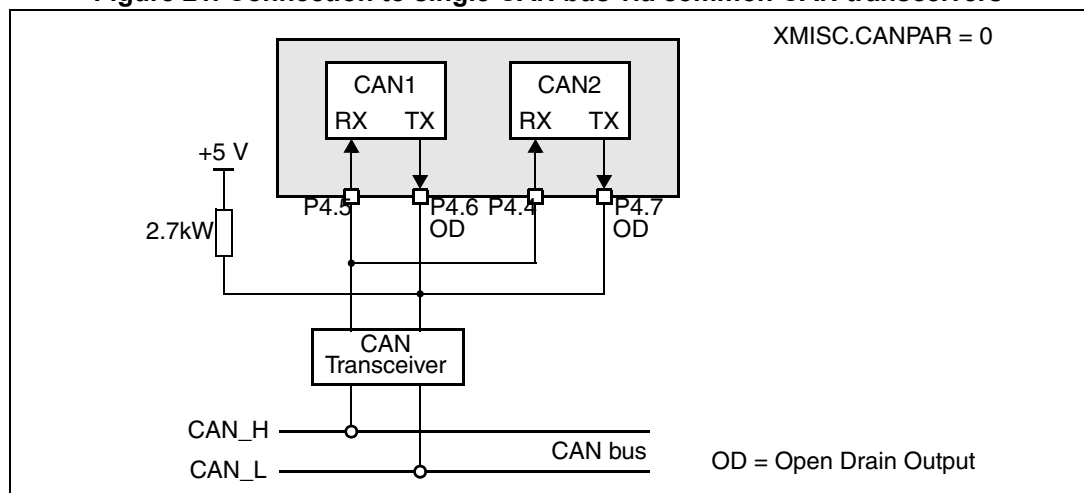 Figure 21. Connection to single CAN bus via common CAN transceivers
XMISC.CANPAR = 0
CAN1
CAN2
RX TX
RX TX
+5 V
P4.5
P4.6
P4.4
P4.7
OD
OD
2.7kW
CAN
Transceiver
CAN_H
CAN bus
CAN_L
OD = Open Drain Output